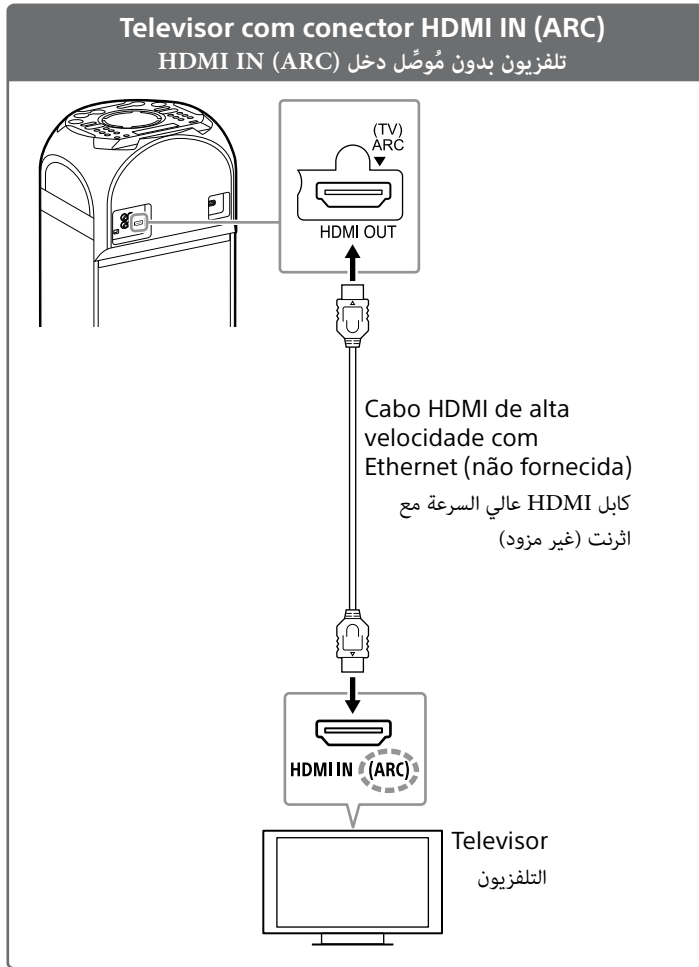 Televisor com conector HDMI IN (ARC)
تلفزيون بدون مُوصِّل دخل HDMI IN (ARC)
(TV)
ARC
HDMI OUT
Cabo HDMI de alta
velocidade com
Ethernet (não fornecida)
كابل HDMI عالي السرعة مع
اثرنت (غير مزود)
HDMI IN (ARC)
Televisor
التلفزيون